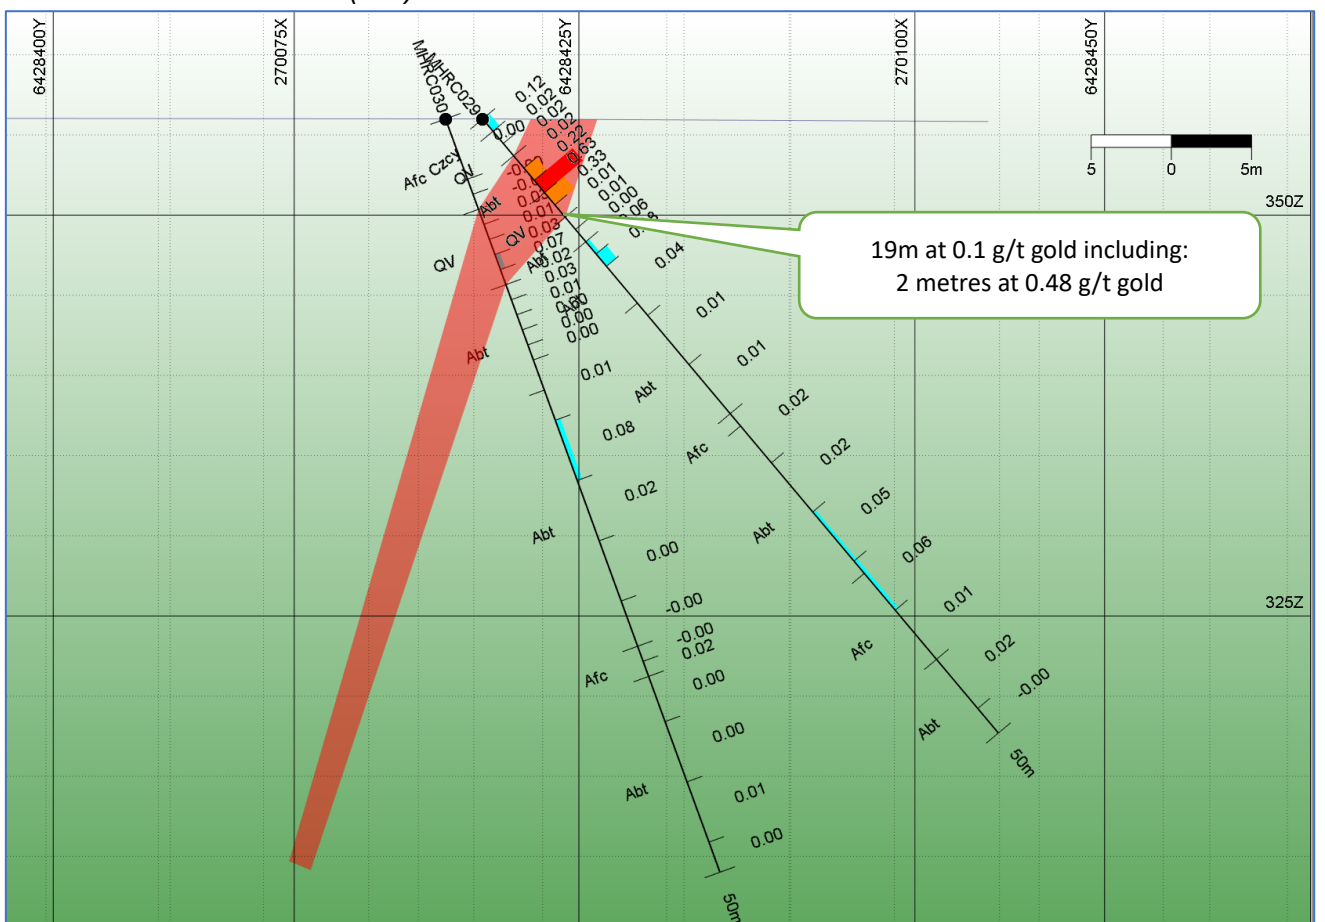 6428400Y
270075X
6428425Y
270100X
6428450Y
MHRC030
MHRC029
5 0 5m
350Z
325Z
19m at 0.1 g/t gold including:
2 metres at 0.48 g/t gold
0.12
0.02
0.02
0.02
0.22
0.63
0.33
0.01
0.01
0.00
0.06
0.04
0.01
0.01
0.02
0.02
0.05
0.06
0.01
0.02
-0.00
50m
0.00
Afc Czcy
QV
Abt
QV
Abt
QV
Abt
Abt
Afc
Abt
Afc
Abt
0.01
0.03
0.07
0.02
0.03
0.01
0.00
0.00
0.01
0.08
0.02
0.00
-0.00
-0.00
0.02
0.00
0.00
0.01
0.00
Abt
Afc
Abt
50m